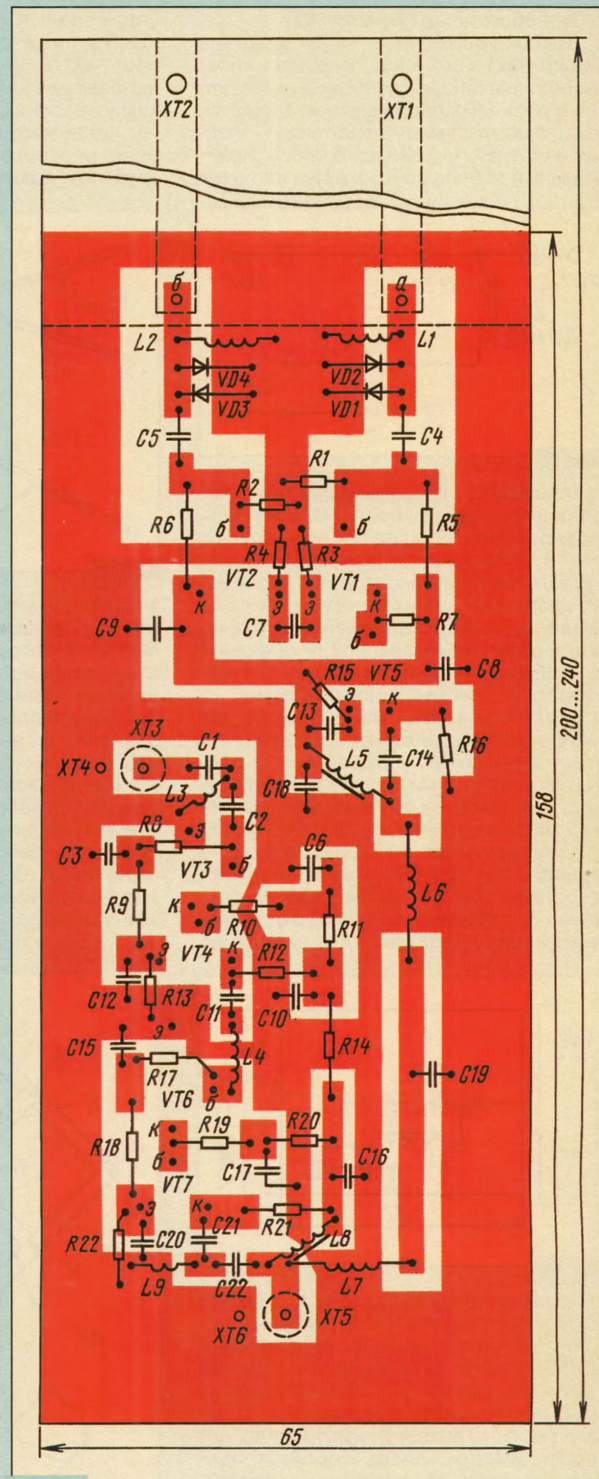 XT2 XT1
б а
L2 L1
VD4 VD2
VD3 VD1
C5 C4
R1
R2
R6 б б R5
R4 R3
VT2 VT1
к э э к
C9 C7 R7
б
R15 VT5 C8
э к
XT3 C13
C1 L5 R16
XT4 C14
L3 C18
C2
э
R8 C6
C3 VT3 б
L6
к R10
R9 б R11
VT4 к
э R12
C12 R13 C11 C10
э
C15 R14
L4 C19
R17
VT6 б
к R19 R20
R18
б C17 C16
VT7
э к R21
R22 C20 C21 L8
L9 C22 L7
XT6 XT5
158
200...240
65